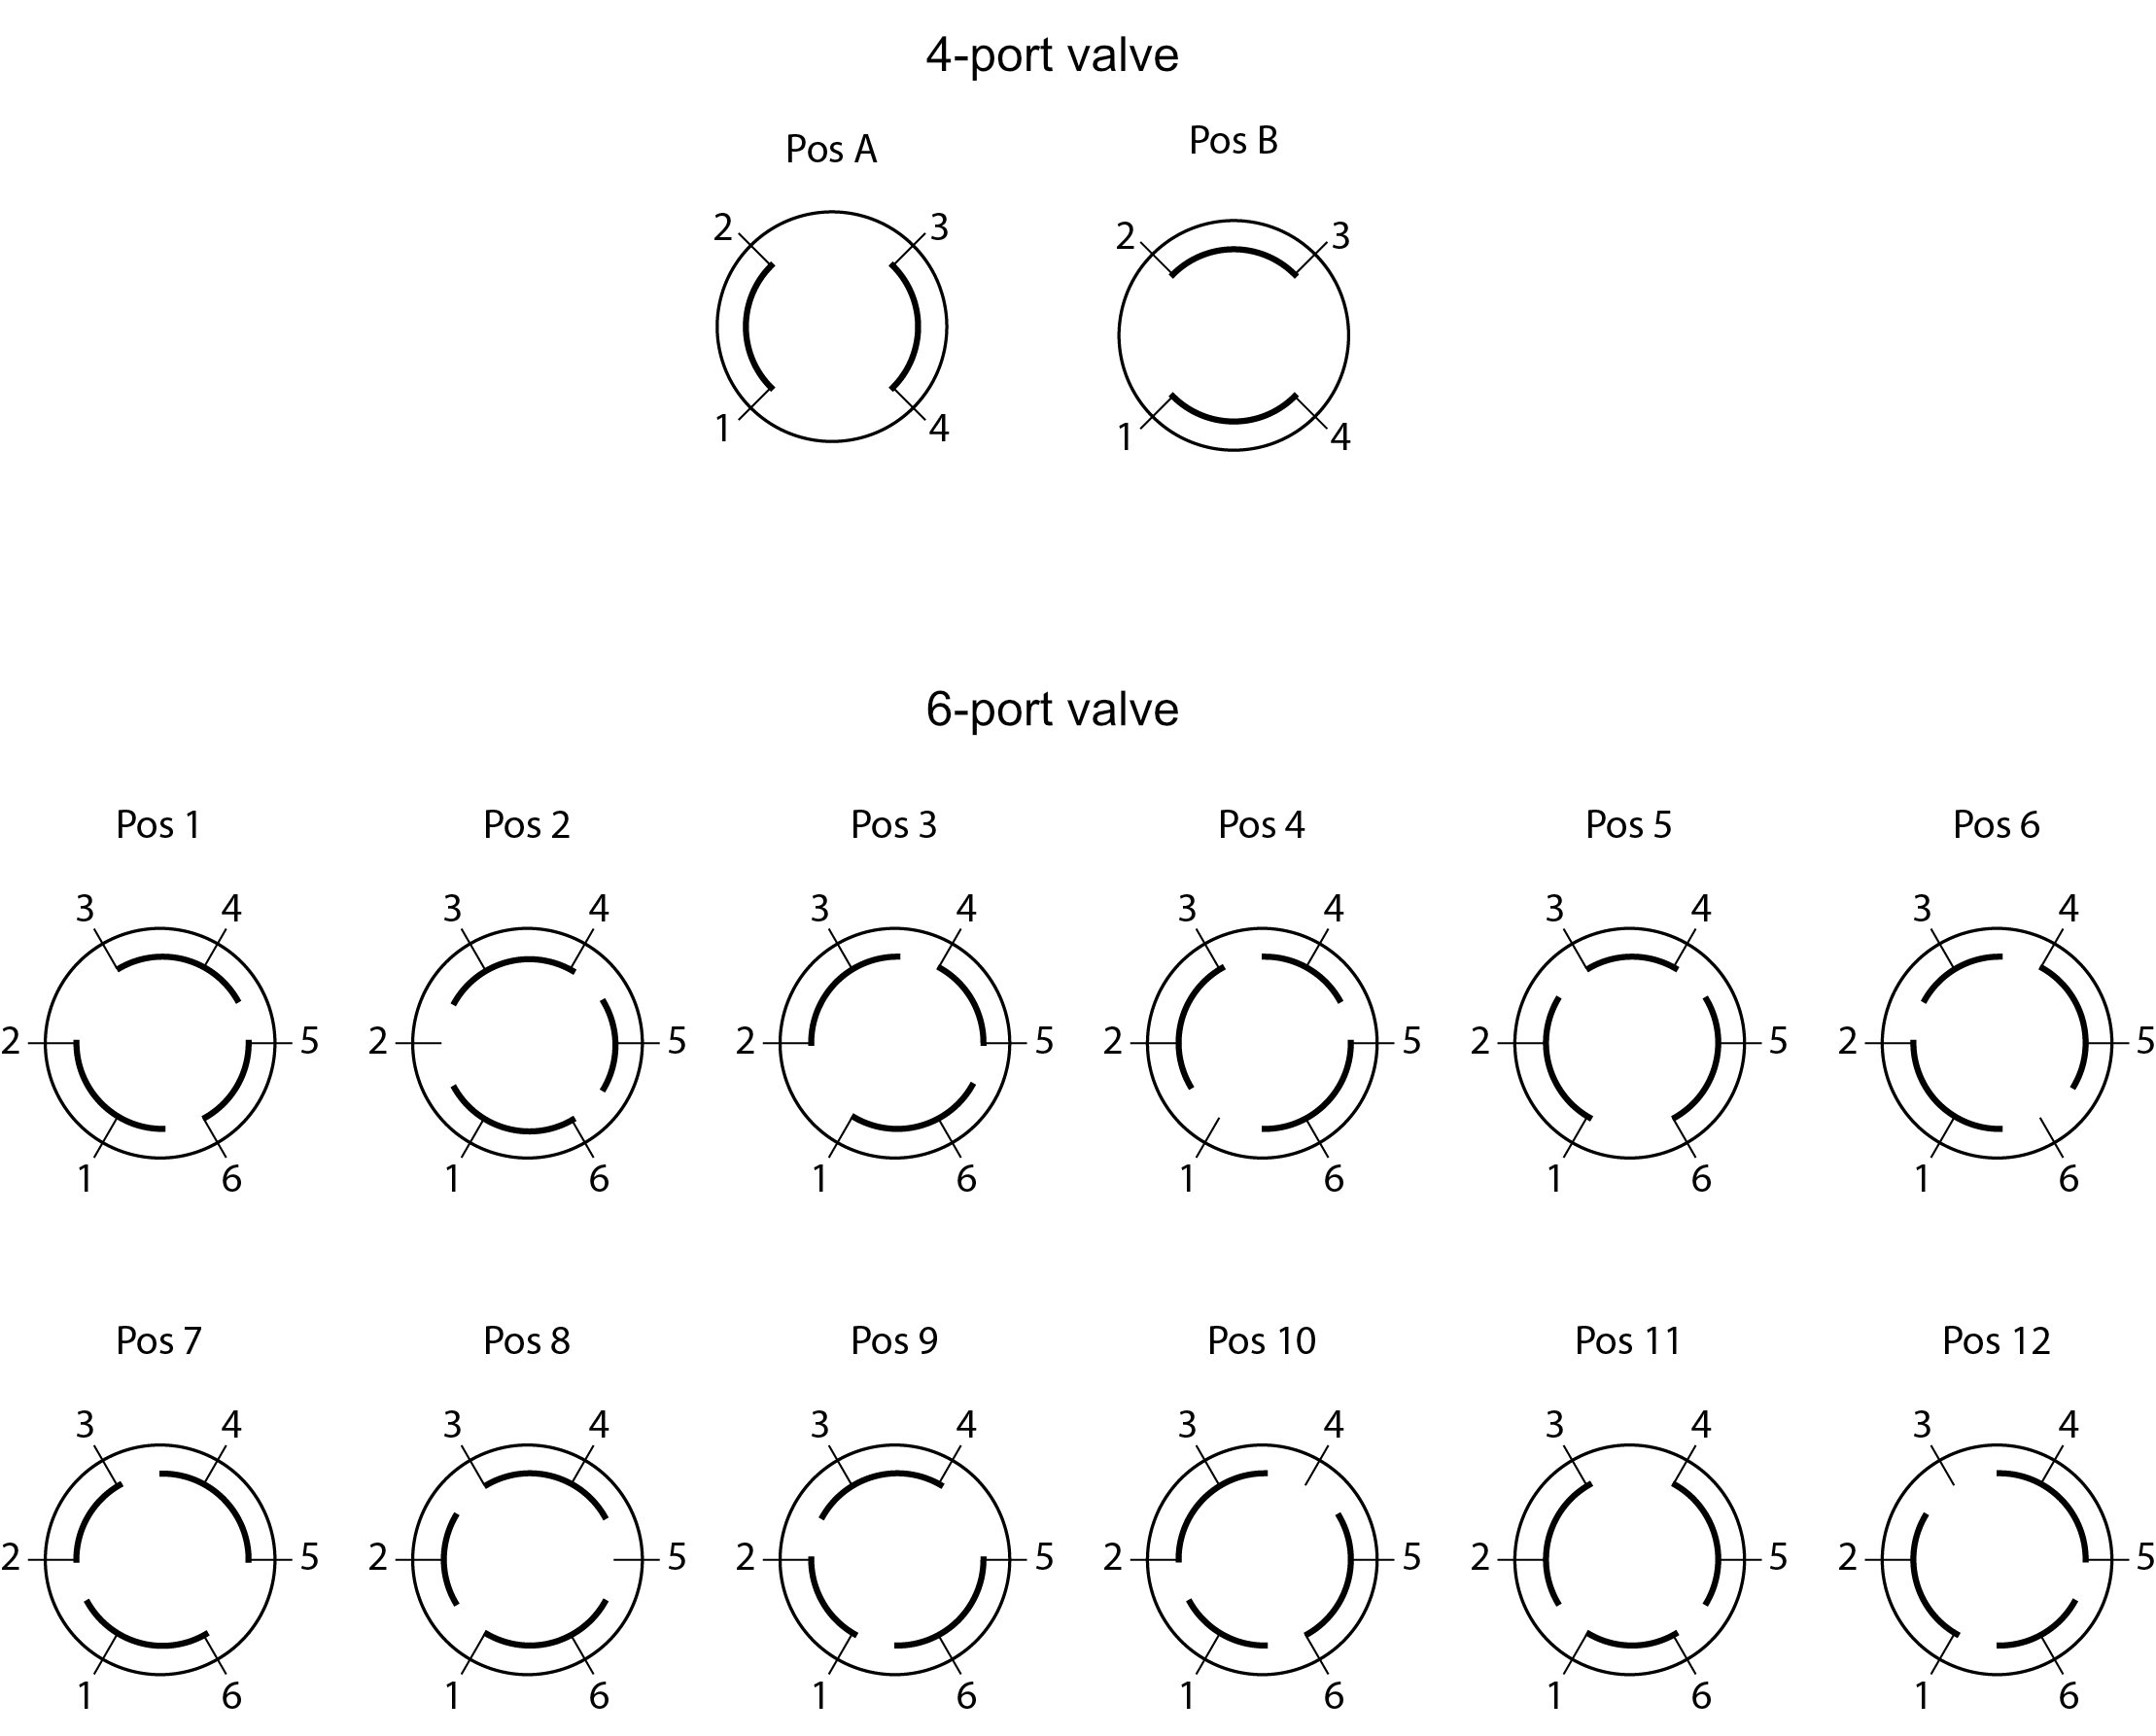 4-port valve
Pos A
Pos B
2 3
2 3
1 4
1 4
6-port valve
Pos 1 Pos 2 Pos 3 Pos 4 Pos 5 Pos 6
3 4 3 4 3 4 3 4 3 4 3 4
2 5 2 5 2 5 2 5 2 5 2 5
1 6 1 6 1 6 1 6 1 6 1 6
Pos 7 Pos 8 Pos 9 Pos 10 Pos 11 Pos 12
3 4 3 4 3 4 3 4 3 4 3 4
2 5 2 5 2 5 2 5 2 5 2 5
1 6 1 6 1 6 1 6 1 6 1 6